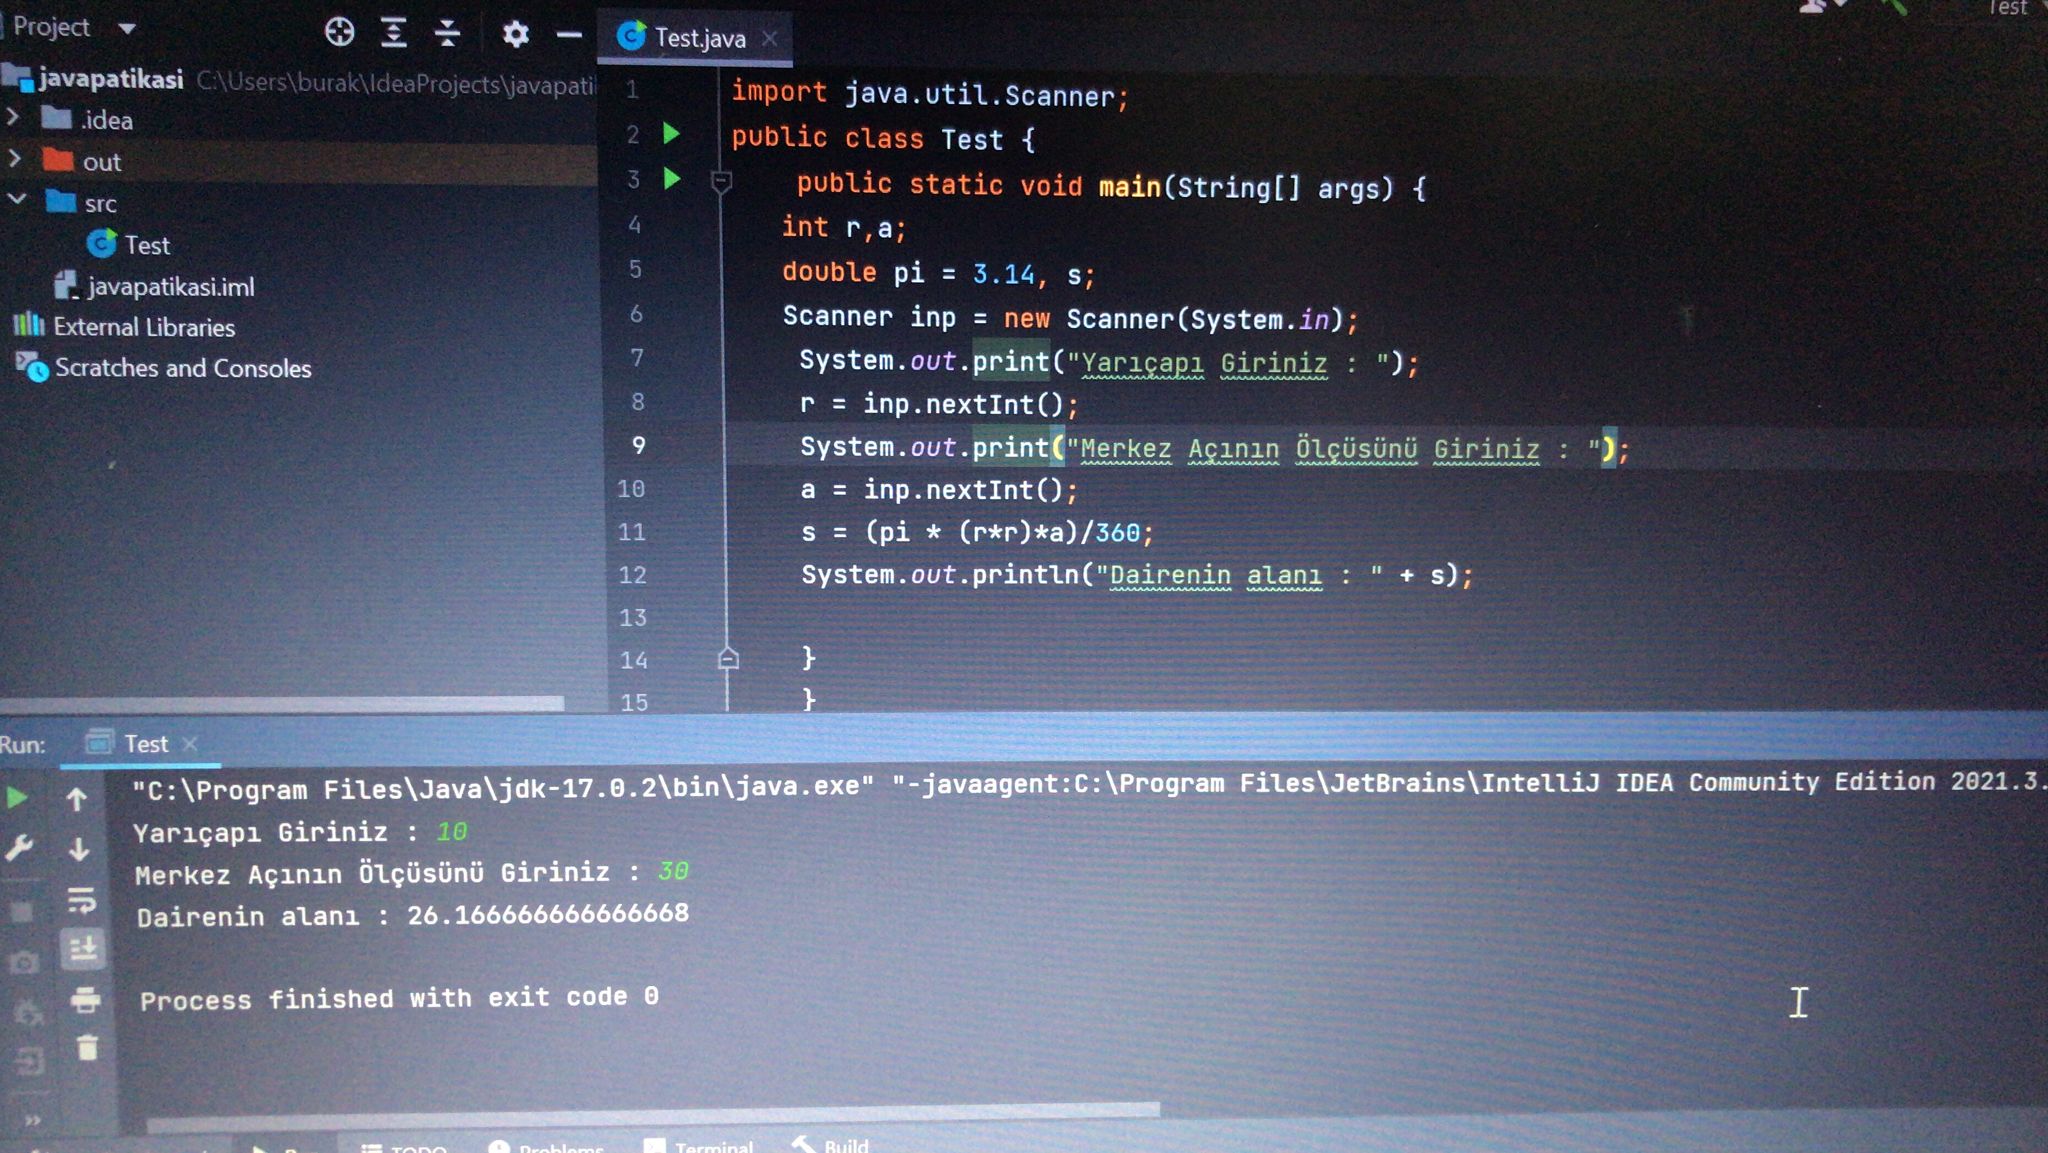 Project
Test.java
Test
javapatikasi C:\Users\burak\IdeaProjects\javapati
.idea
out
src
Test
javapatikasi.iml
External Libraries
Scratches and Consoles
1 import java.util.Scanner;
2 public class Test {
3 public static void main(String[] args) {
4 int r,a;
5 double pi = 3.14, s;
6 Scanner inp = new Scanner(System.in);
7 System.out.print("Yarıçapı Giriniz : ");
8 r = inp.nextInt();
9 System.out.print("Merkez Açının Ölçüsünü Giriniz : ");
10 a = inp.nextInt();
11 s = (pi * (r*r)*a)/360;
12 System.out.println("Dairenin alanı : " + s);
13
14 }
15 }
Run: Test
"C:\Program Files\Java\jdk-17.0.2\bin\java.exe" "-javaagent:C:\Program Files\JetBrains\IntelliJ IDEA Community Edition 2021.3.
Yarıçapı Giriniz : 10
Merkez Açının Ölçüsünü Giriniz : 30
Dairenin alanı : 26.166666666666668
Process finished with exit code 0
TODO Problems Terminal Build